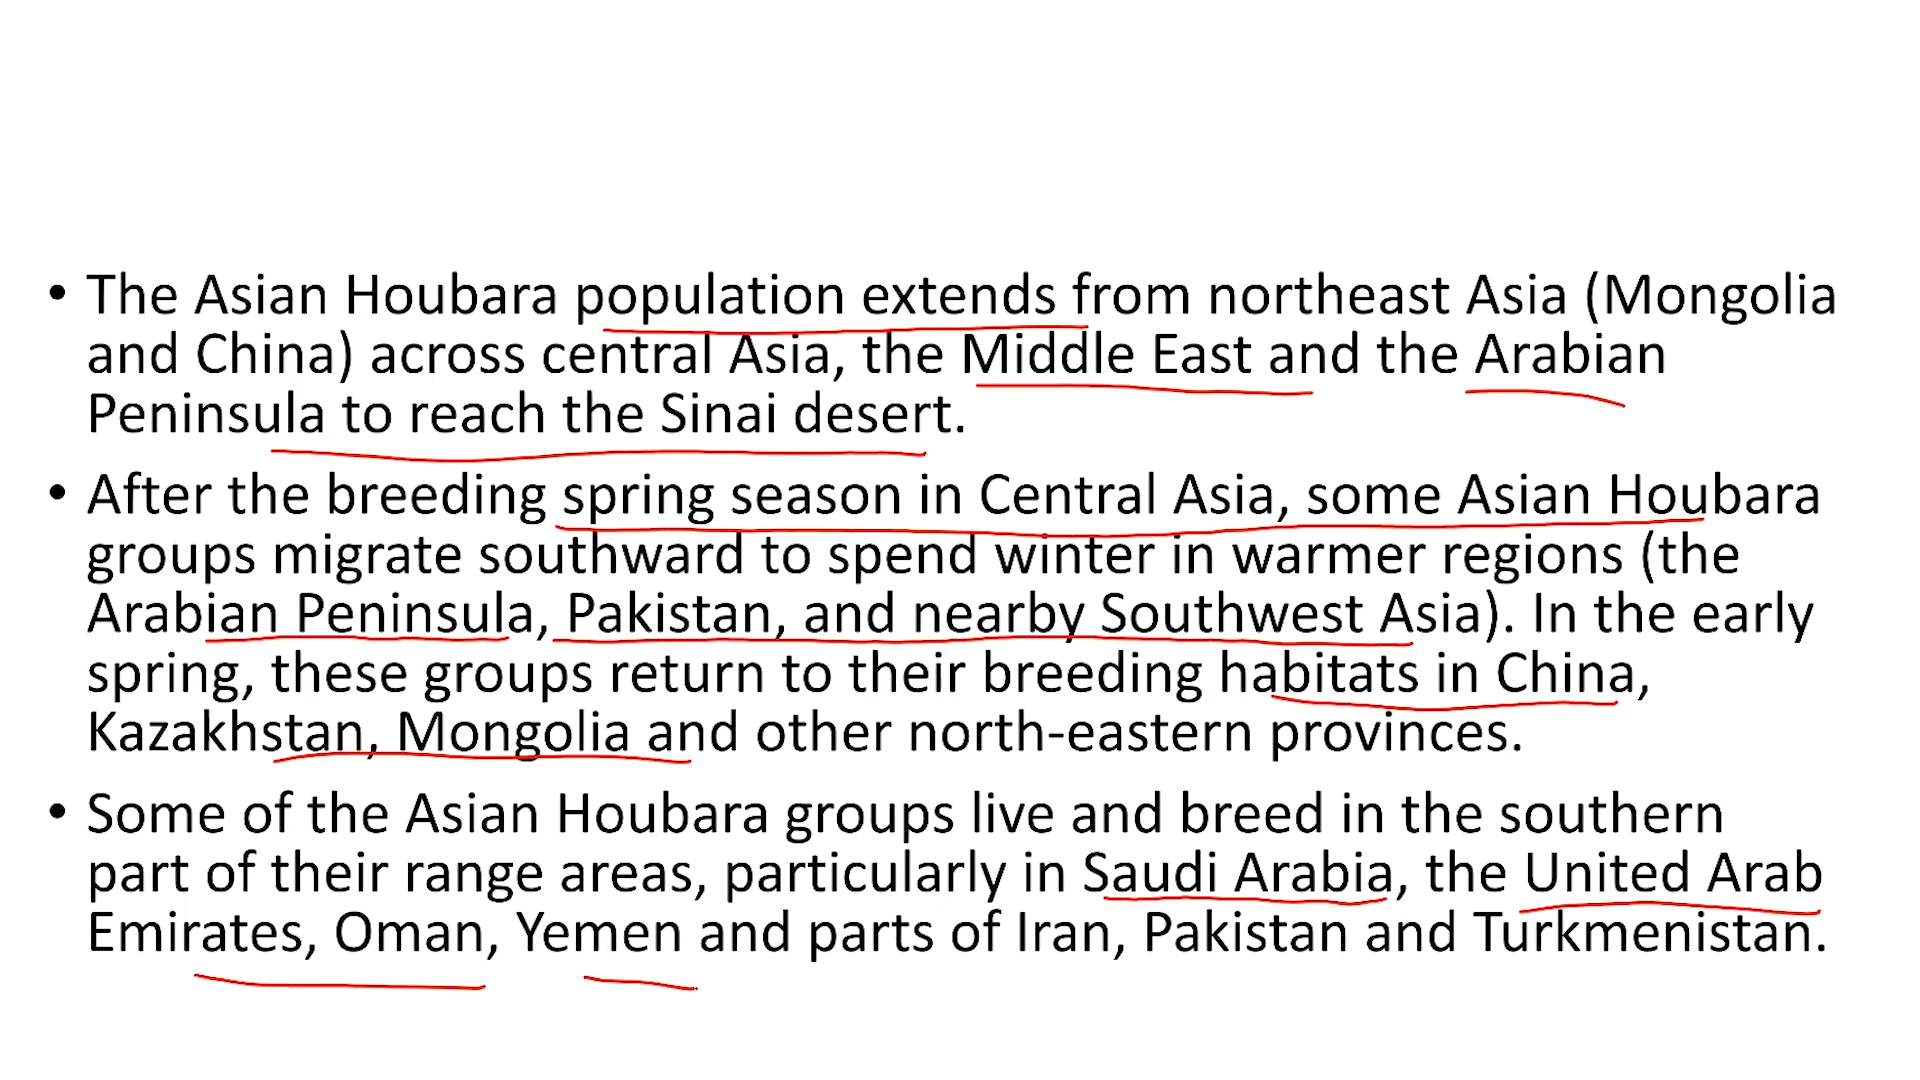 • The Asian Houbara population extends from northeast Asia (Mongolia
and China) across central Asia, the Middle East and the Arabian
Peninsula to reach the Sinai desert.
• After the breeding spring season in Central Asia, some Asian Houbara
groups migrate southward to spend winter in warmer regions (the
Arabian Peninsula, Pakistan, and nearby Southwest Asia). In the early
spring, these groups return to their breeding habitats in China,
Kazakhstan, Mongolia and other north-eastern provinces.
• Some of the Asian Houbara groups live and breed in the southern
part of their range areas, particularly in Saudi Arabia, the United Arab
Emirates, Oman, Yemen and parts of Iran, Pakistan and Turkmenistan.